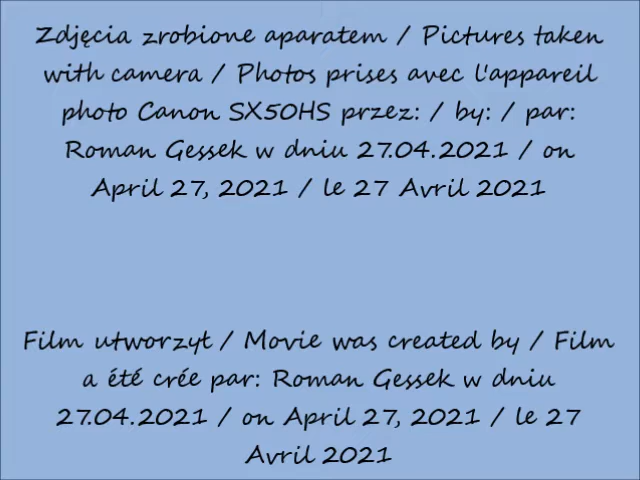 Zdjęcia zrobione aparatem / Pictures taken
with camera / Photos prises avec l'appareil
photo Canon SX50HS przez: / by: / par:
Roman Gessek w dniu 27.04.2021 / on
April 27, 2021 / le 27 Avril 2021
Film utworzył / Movie was created by / Film
a été crée par: Roman Gessek w dniu
27.04.2021 / on April 27, 2021 / le 27
Avril 2021